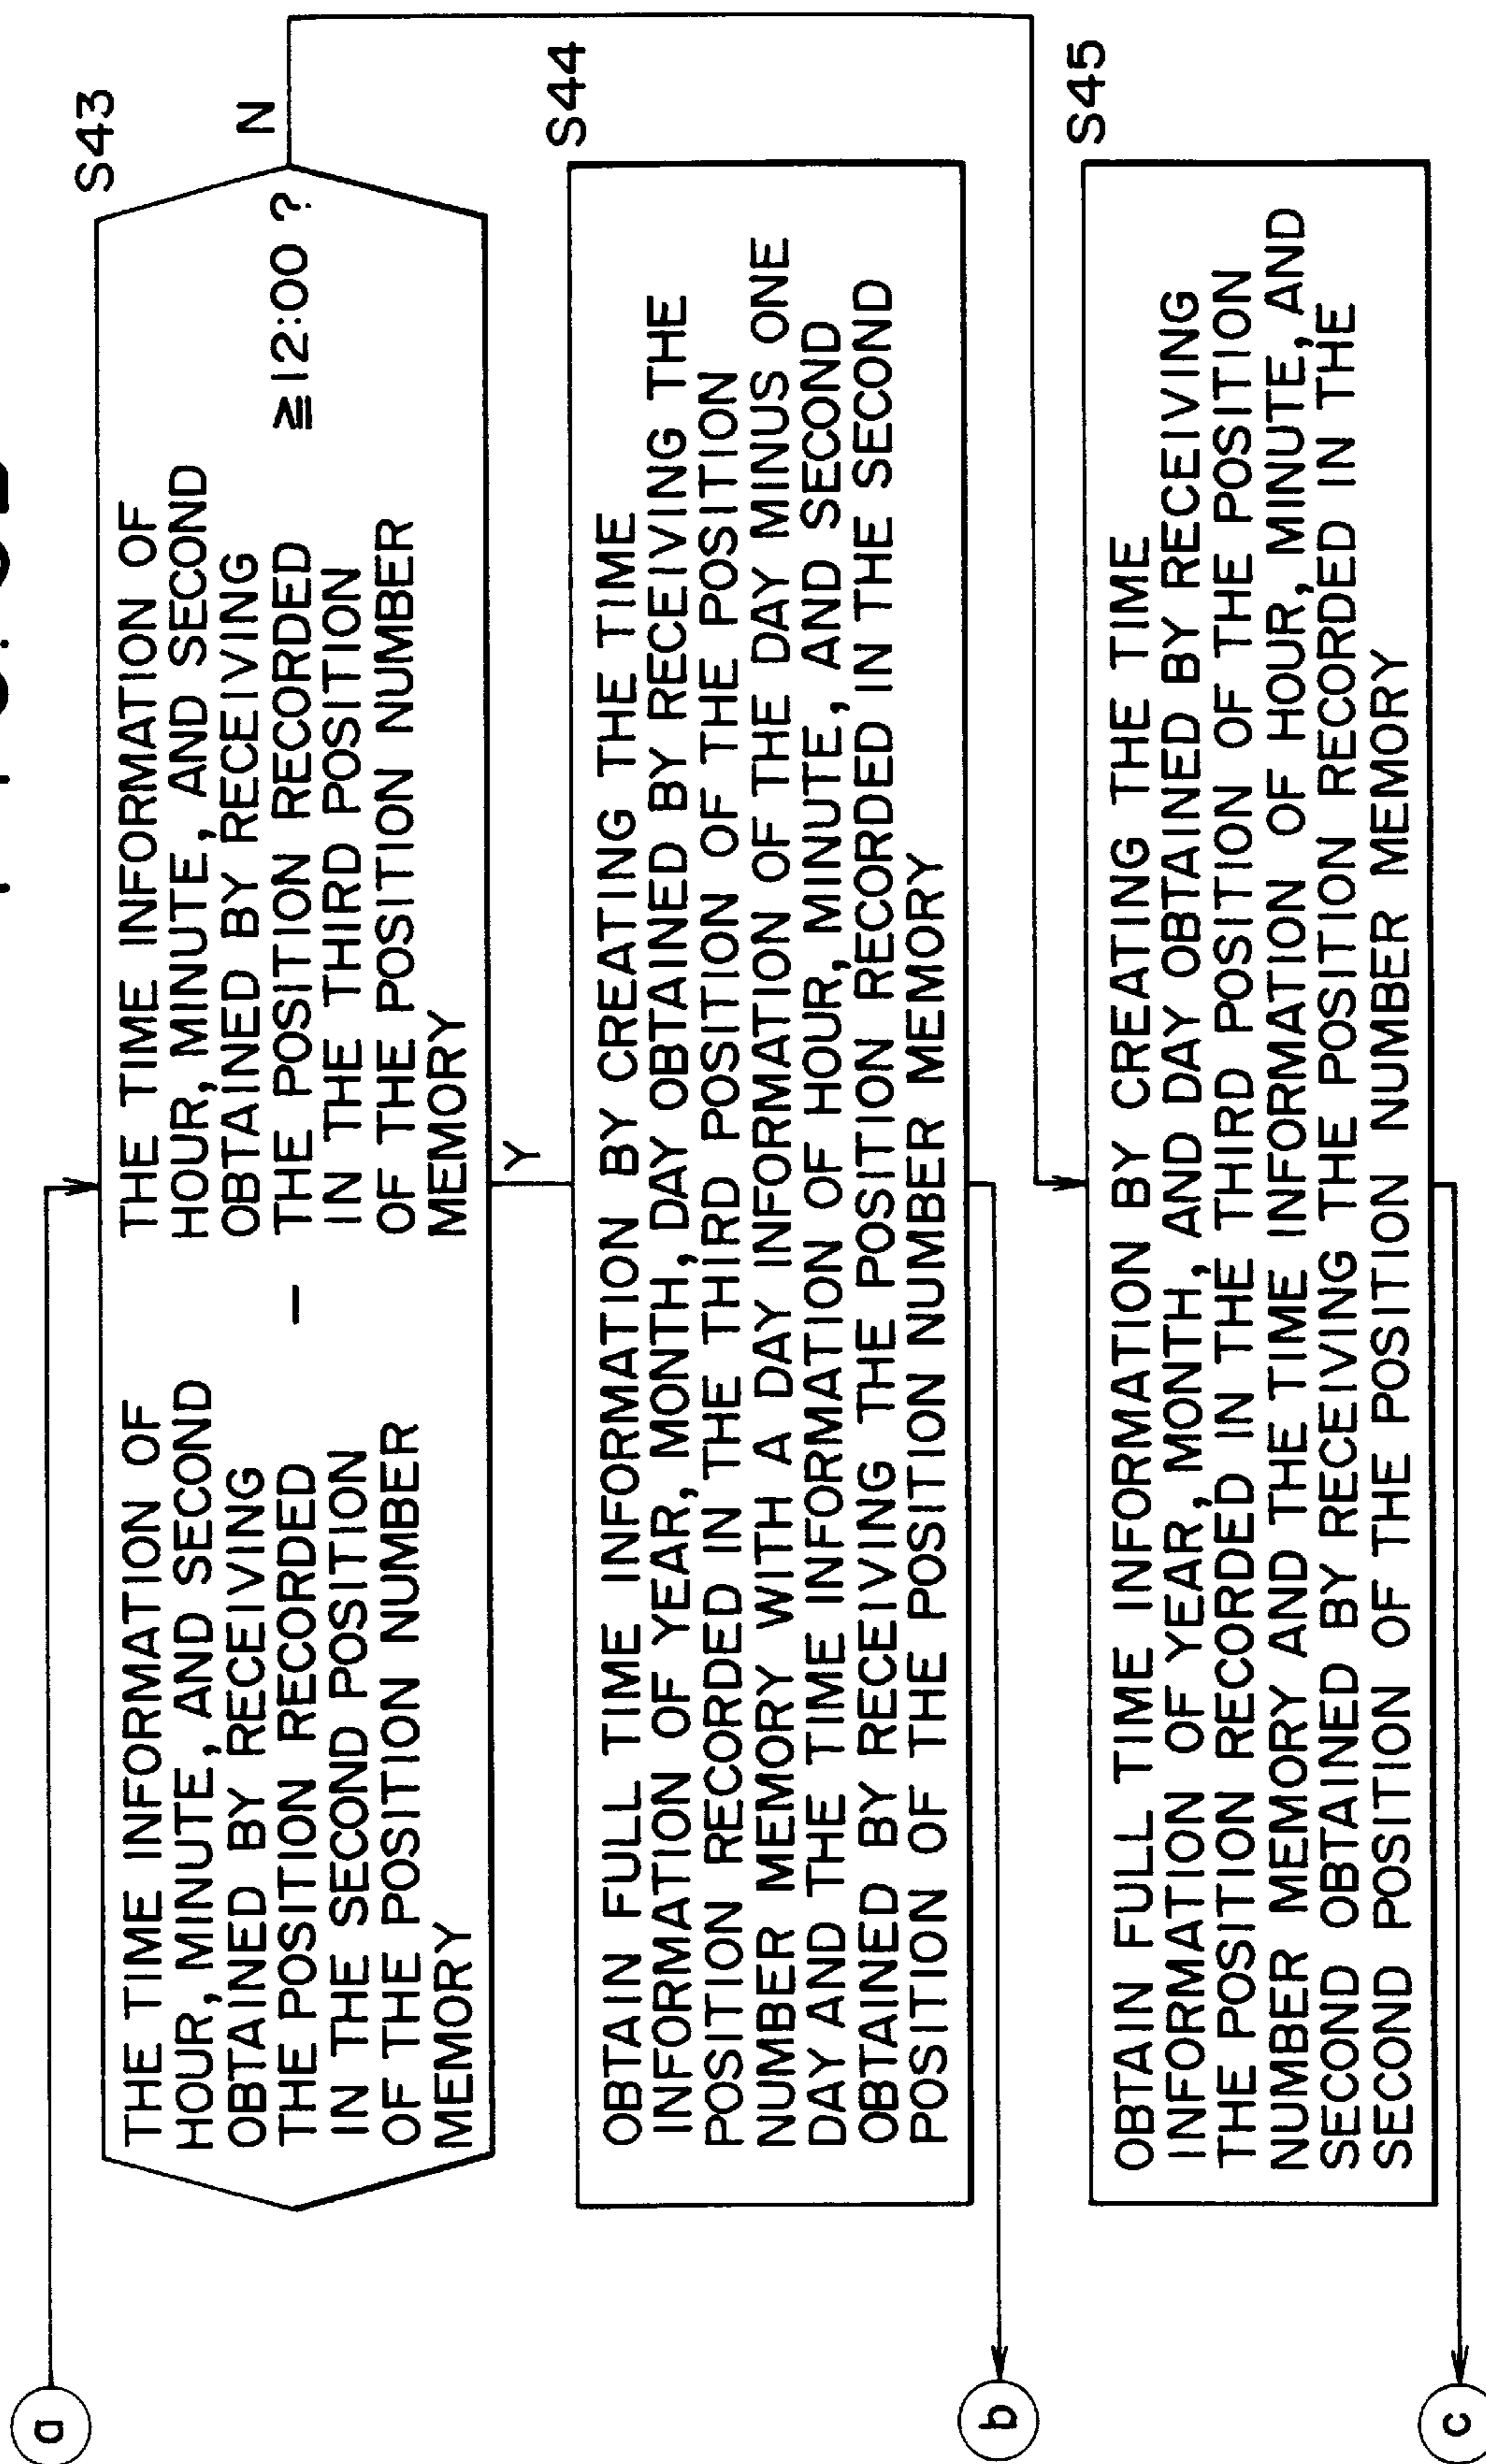 a
S43
THE TIME INFORMATION OF
HOUR, MINUTE, AND SECOND
OBTAINED BY RECEIVING
THE POSITION RECORDED
IN THE SECOND POSITION
OF THE POSITION NUMBER
MEMORY
—
THE TIME INFORMATION OF
HOUR, MINUTE, AND SECOND
OBTAINED BY RECEIVING
THE POSITION RECORDED
IN THE THIRD POSITION
OF THE POSITION NUMBER
MEMORY
≧12:00 ?
N
Y
S44
OBTAIN FULL TIME INFORMATION BY CREATING THE TIME
INFORMATION OF YEAR, MONTH, DAY OBTAINED BY RECEIVING THE
POSITION RECORDED IN THE THIRD POSITION OF THE POSITION
NUMBER MEMORY WITH A DAY INFORMATION OF THE DAY MINUS ONE
DAY AND THE TIME INFORMATION OF HOUR, MINUTE, AND SECOND
OBTAINED BY RECEIVING THE POSITION RECORDED IN THE SECOND
POSITION OF THE POSITION NUMBER MEMORY
b
S45
OBTAIN FULL TIME INFORMATION BY CREATING THE TIME
INFORMATION OF YEAR, MONTH, AND DAY OBTAINED BY RECEIVING
THE POSITION RECORDED IN THE THIRD POSITION OF THE POSITION
NUMBER MEMORY AND THE TIME INFORMATION OF HOUR, MINUTE, AND
SECOND OBTAINED BY RECEIVING THE POSITION RECORDED IN THE
SECOND POSITION OF THE POSITION NUMBER MEMORY
c